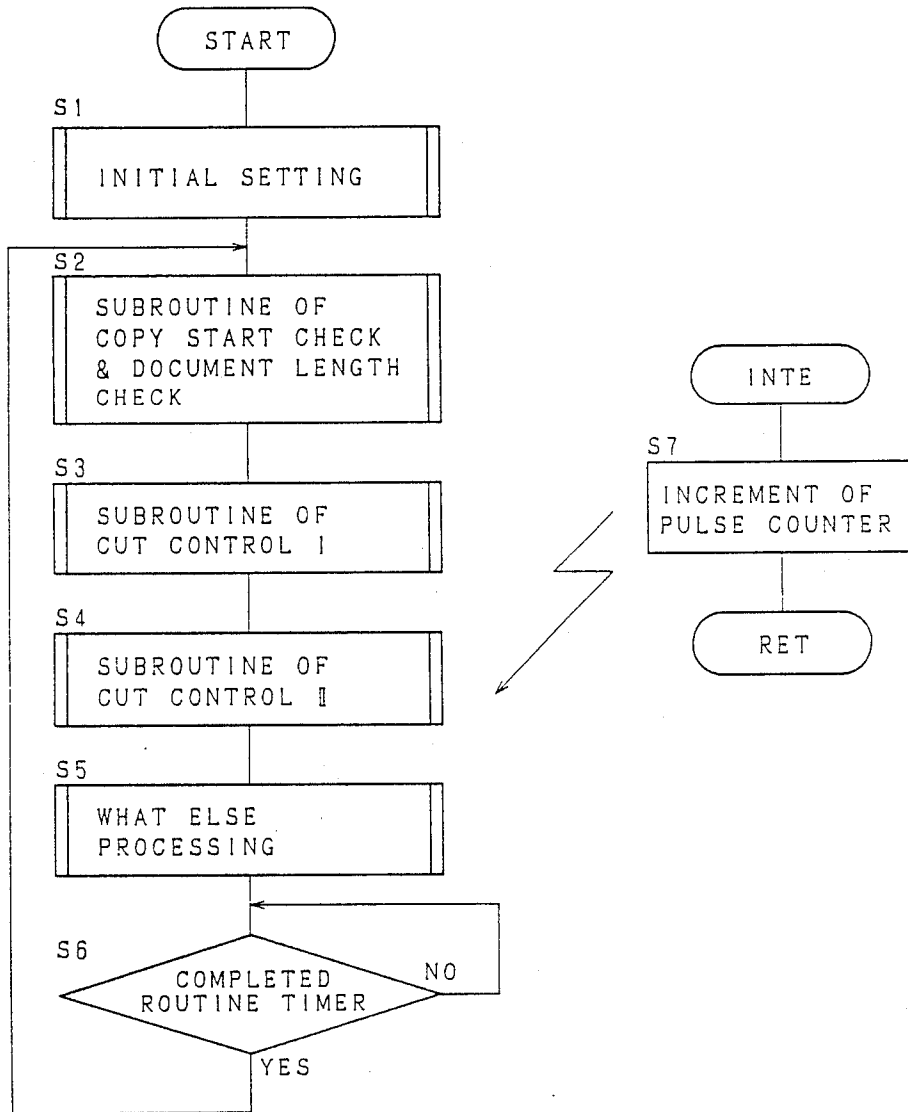 START
S1
INITIAL SETTING
S2
SUBROUTINE OF
COPY START CHECK
& DOCUMENT LENGTH
CHECK
S3
SUBROUTINE OF
CUT CONTROL I
S4
SUBROUTINE OF
CUT CONTROL II
S5
WHAT ELSE
PROCESSING
S6
COMPLETED
ROUTINE TIMER
NO
YES
INTE
S7
INCREMENT OF
PULSE COUNTER
RET